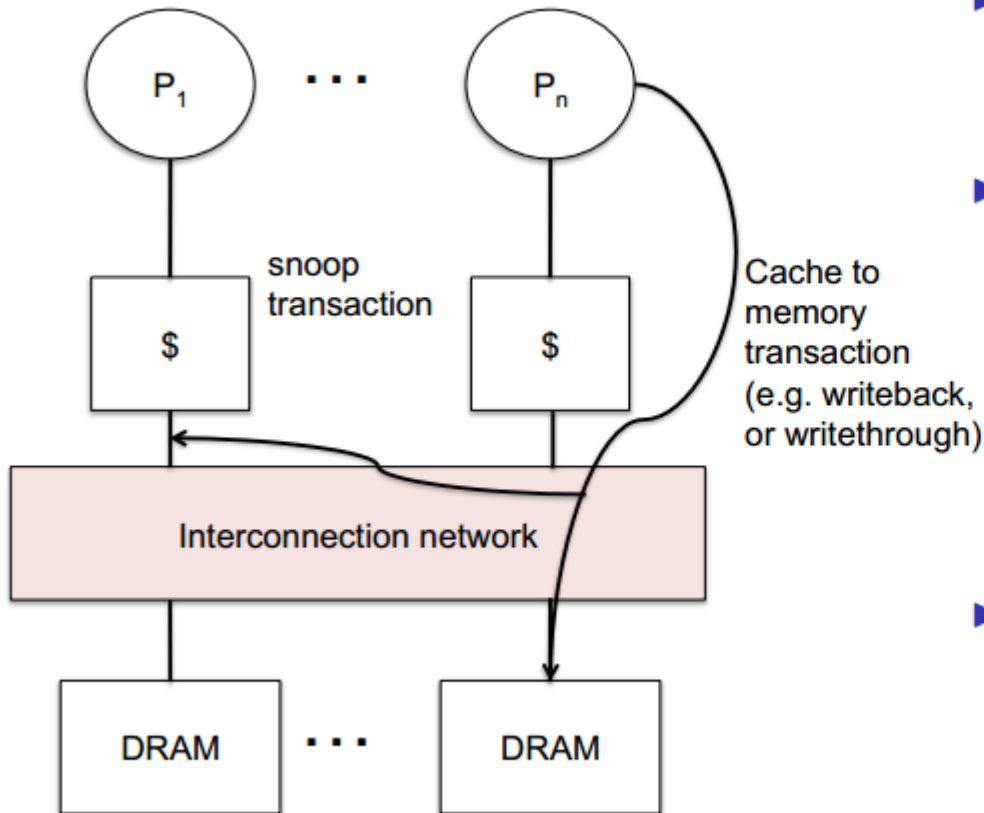 P1
. . .
Pn
snoop
transaction
$
$
Cache to
memory
transaction
(e.g. writeback,
or writethrough)
Interconnection network
DRAM
. . .
DRAM